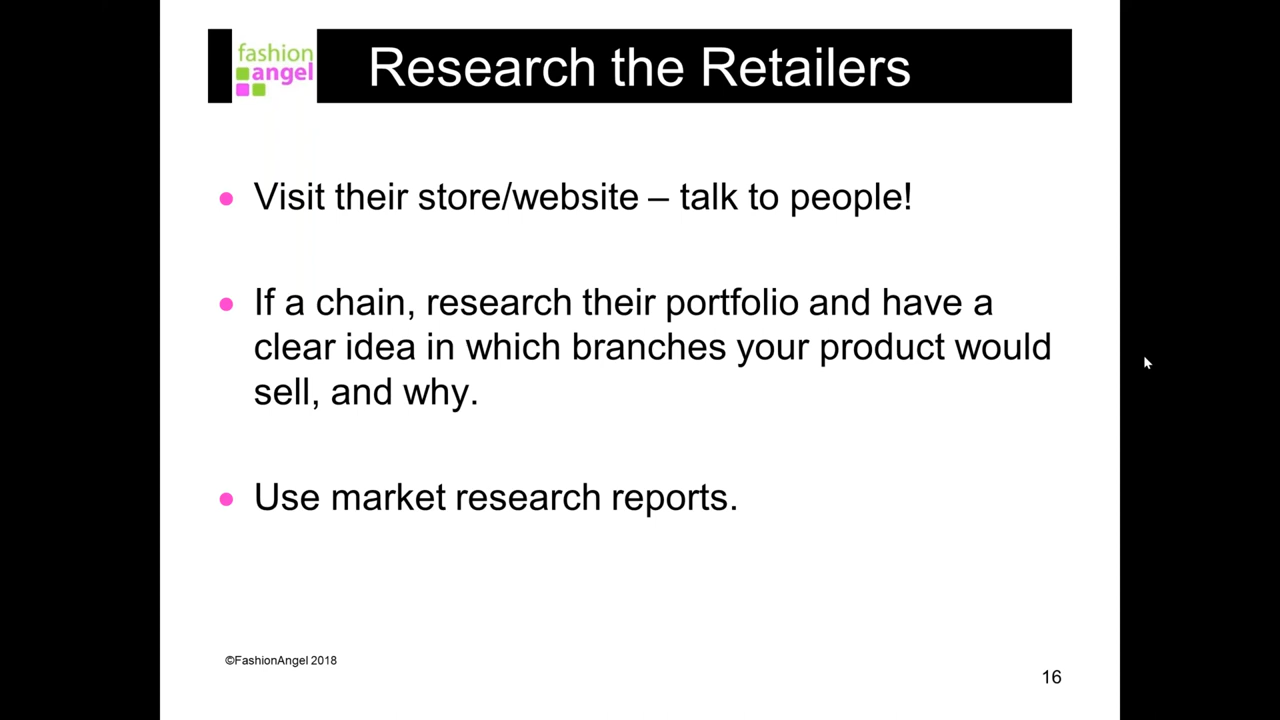 fashion
angel
Research the Retailers
Visit their store/website – talk to people!
If a chain, research their portfolio and have a
clear idea in which branches your product would
sell, and why.
Use market research reports.
©FashionAngel 2018
16